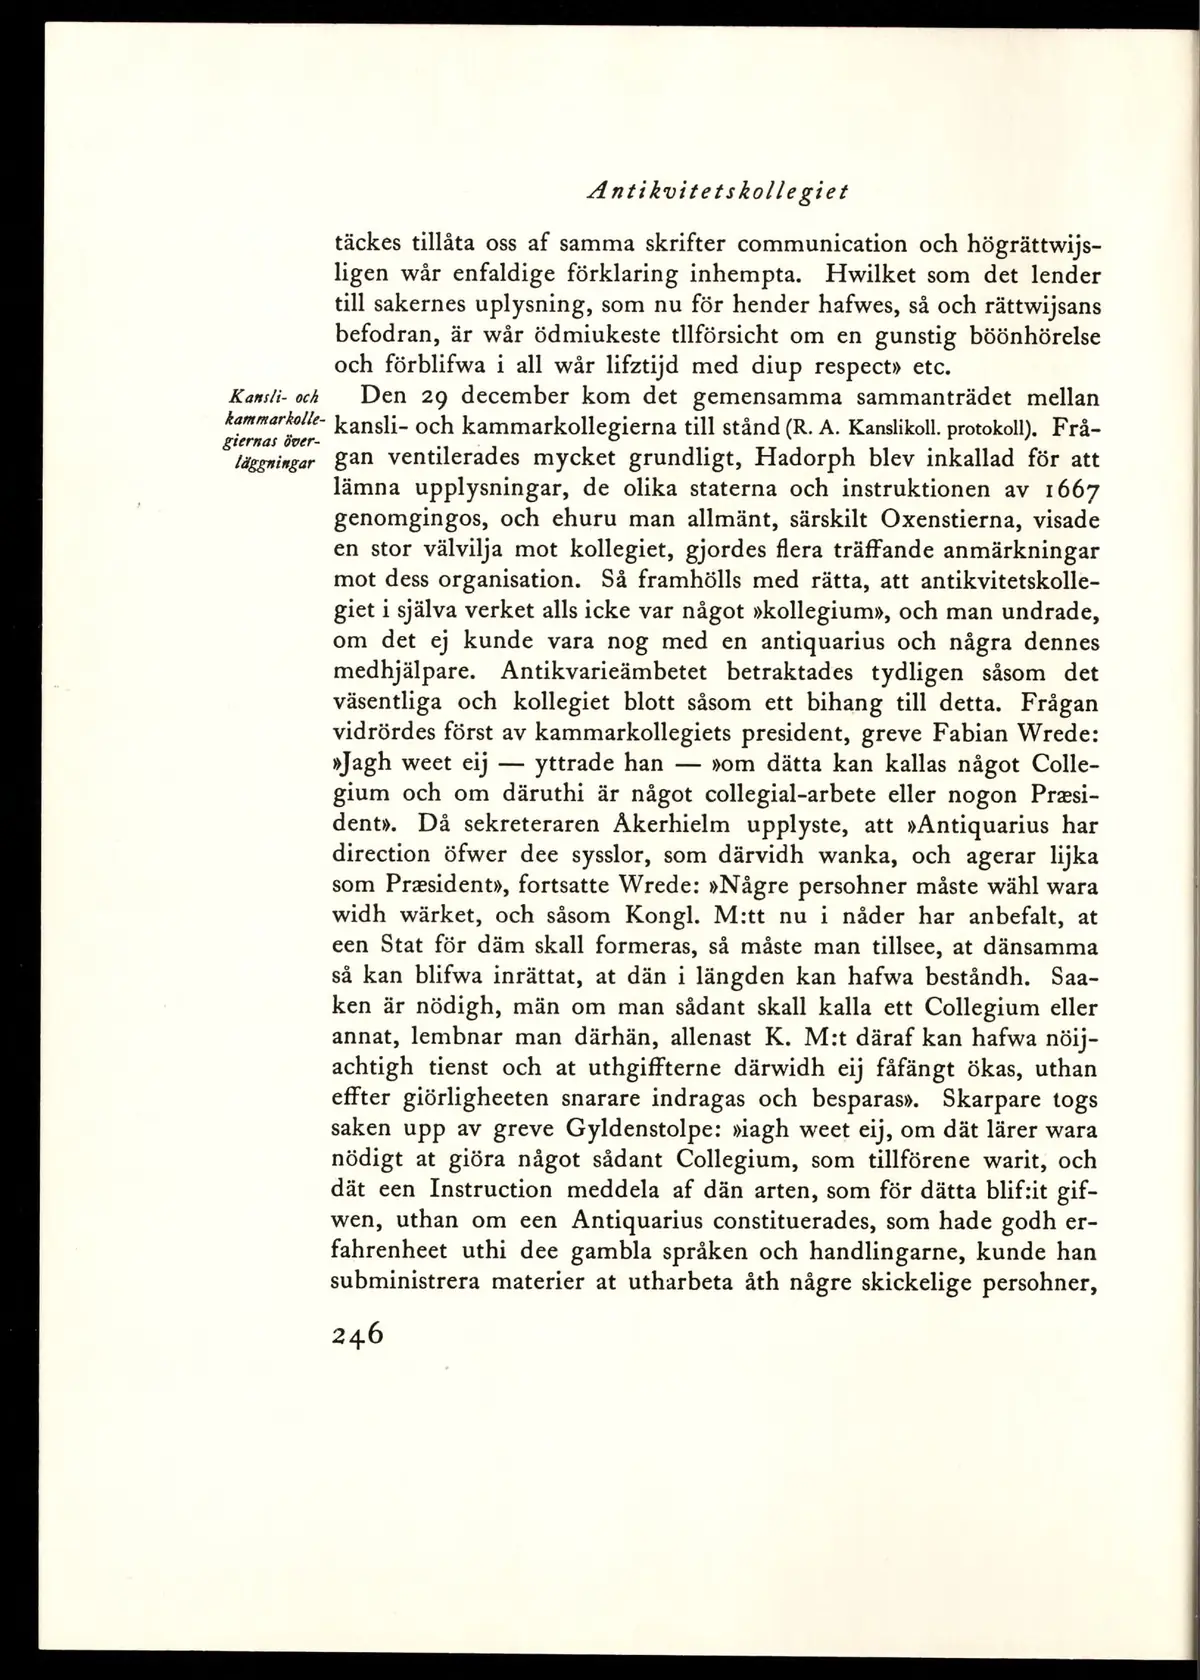 Antikvitetskollegiet
täckes tillåta oss af samma skrifter communication och högrättwijs-
ligen wår enfaldige förklaring inhempta. Hwilket som det lender
till sakernes uplysning, som nu för hender hafwes, så och rättwijsans
befodran, är wår ödmiukeste tllförsicht om en gunstig böönhörelse
och förblifwa i all wår lifztijd med diup respect» etc.
Kansli- och
kammarkolle-
giernas över-
läggningar
Den 29 december kom det gemensamma sammanträdet mellan
kansli- och kammarkollegierna till stånd (R. A. Kanslikoll. protokoll). Frå-
gan ventilerades mycket grundligt, Hadorph blev inkallad för att
lämna upplysningar, de olika staterna och instruktionen av 1667
genomgingos, och ehuru man allmänt, särskilt Oxenstierna, visade
en stor välvilja mot kollegiet, gjordes flera träffande anmärkningar
mot dess organisation. Så framhölls med rätta, att antikvitetskolle-
giet i själva verket alls icke var något »kollegium», och man undrade,
om det ej kunde vara nog med en antiquarius och några dennes
medhjälpare. Antikvarieämbetet betraktades tydligen såsom det
väsentliga och kollegiet blott såsom ett bihang till detta. Frågan
vidrördes först av kammarkollegiets president, greve Fabian Wrede:
»Jagh weet eij — yttrade han — »om dätta kan kallas något Colle-
gium och om däruthi är något collegial-arbete eller nogon Præsi-
dent». Då sekreteraren Åkerhielm upplyste, att »Antiquarius har
direction öfwer dee sysslor, som därvidh wanka, och agerar lijka
som Præsident», fortsatte Wrede: »Någre persohner måste wähl wara
widh wärket, och såsom Kongl. M:tt nu i nåder har anbefalt, at
een Stat för däm skall formeras, så måste man tillsee, at dänsamma
så kan blifwa inrättat, at dän i längden kan hafwa beståndh. Saa-
ken är nödigh, män om man sådant skall kalla ett Collegium eller
annat, lembnar man därhän, allenast K. M:t däraf kan hafwa nöij-
achtigh tienst och at uthgiffterne därwidh eij fåfängt ökas, uthan
effter giörligheeten snarare indragas och besparas». Skarpare togs
saken upp av greve Gyldenstolpe: »iagh weet eij, om dät lärer wara
nödigt at giöra något sådant Collegium, som tillförene warit, och
dät een Instruction meddela af dän arten, som för dätta blif:it gif-
wen, uthan om een Antiquarius constituerades, som hade godh er-
fahrenheet uthi dee gambla språken och handlingarne, kunde han
subministrera materier at utharbeta åth någre skickelige persohner,
246